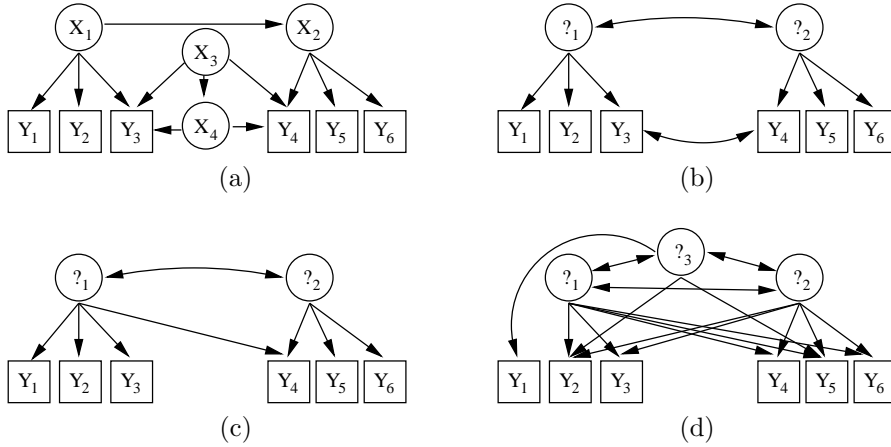 X₁ X₂ ?₁ ?₂
X₃
X₄
Y₁ Y₂ Y₃ Y₄ Y₅ Y₆ Y₁ Y₂ Y₃ Y₄ Y₅ Y₆
(a) (b)
?₃
?₁ ?₂ ?₁ ?₂
Y₁ Y₂ Y₃ Y₄ Y₅ Y₆ Y₁ Y₂ Y₃ Y₄ Y₅ Y₆
(c) (d)